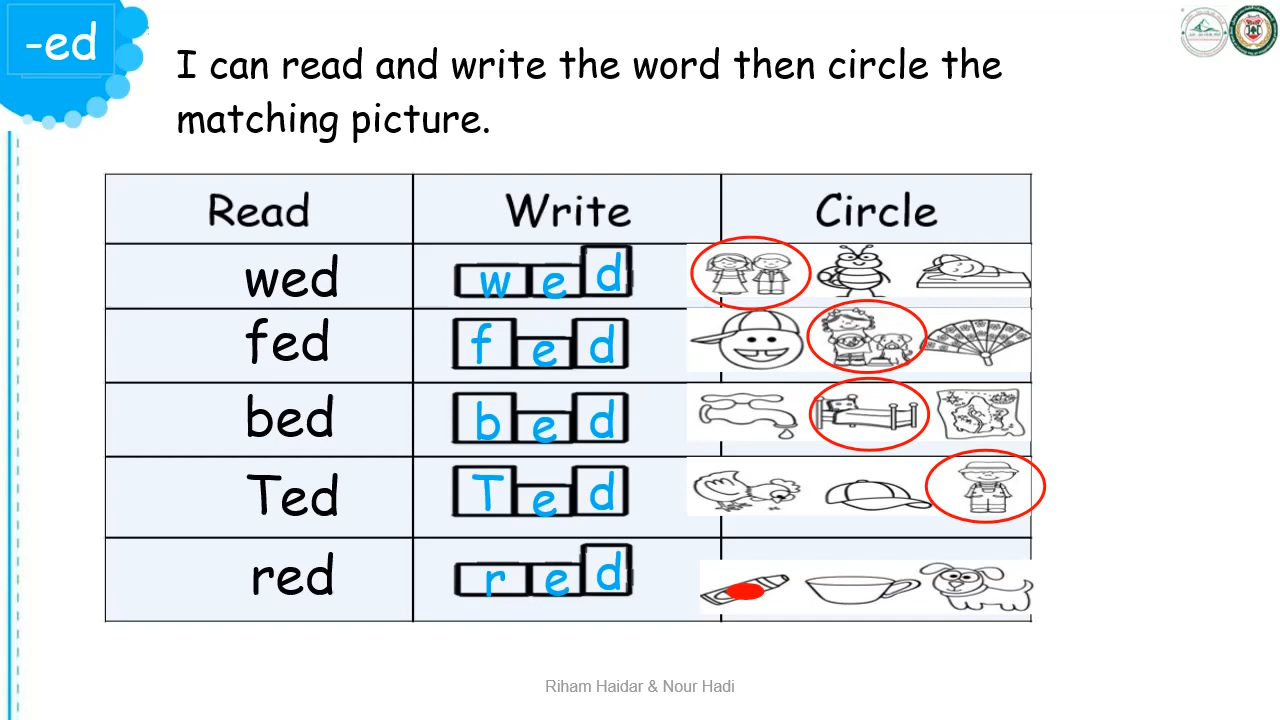 -ed
I can read and write the word then circle the
matching picture.
Read Write Circle
wed w e d
fed f e d
bed b e d
Ted T e d
red r e d
Riham Haidar & Nour Hadi